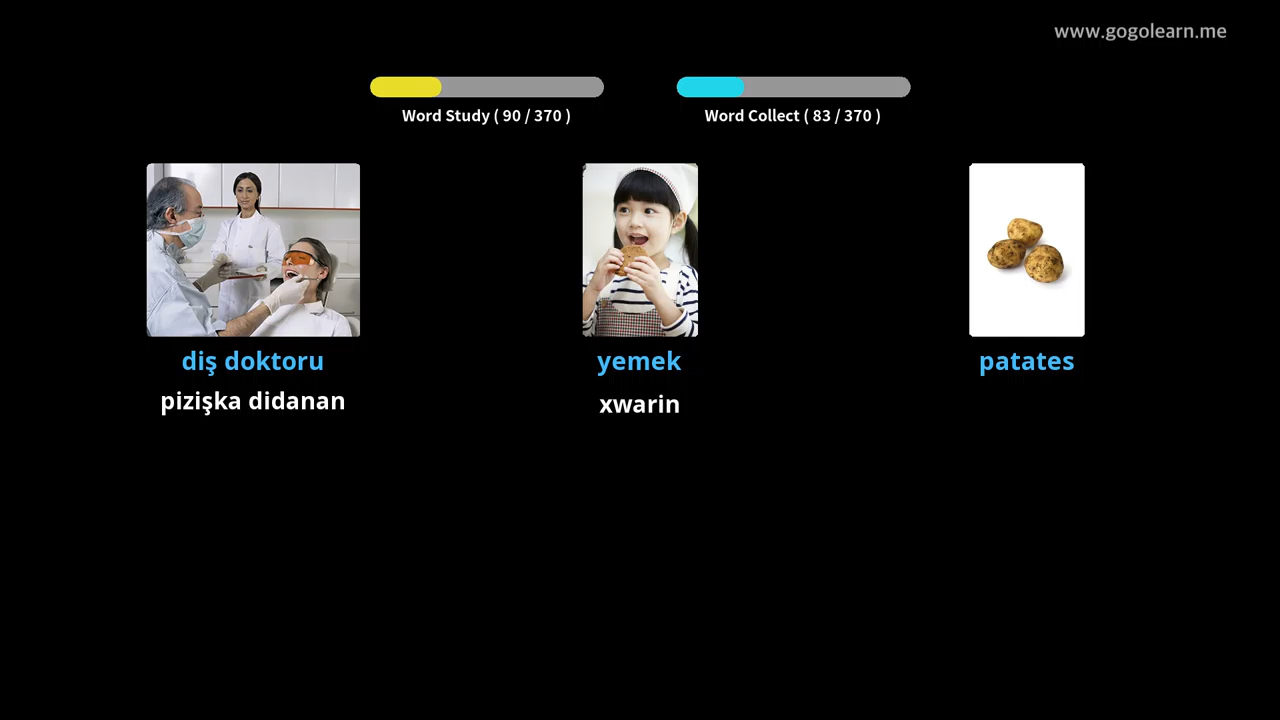 www.gogolearn.me
Word Study ( 90 / 370 )
Word Collect ( 83 / 370 )
diş doktoru
pizişka didanan
yemek
xwarin
patates